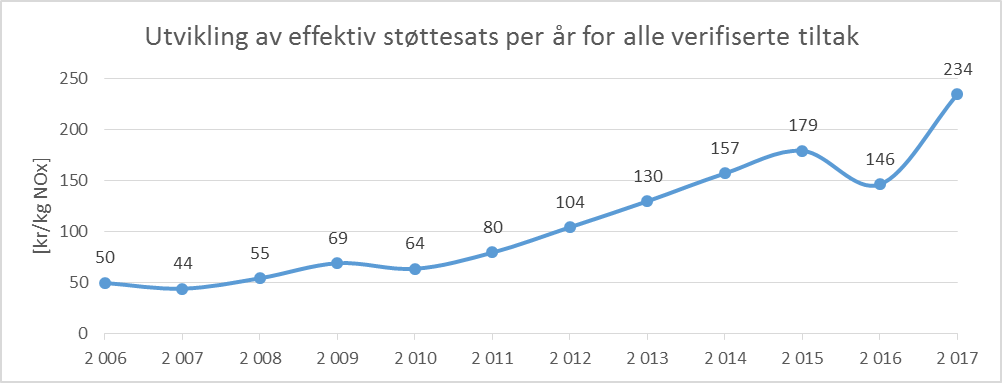 Utvikling av effektiv støttesats per år for alle verifiserte tiltak
[kr/kg NOx]
250
200
150
100
50
0
50 44 55 69 64 80 104 130 157 179 146 234
2 006 2 007 2 008 2 009 2 010 2 011 2 012 2 013 2 014 2 015 2 016 2 017